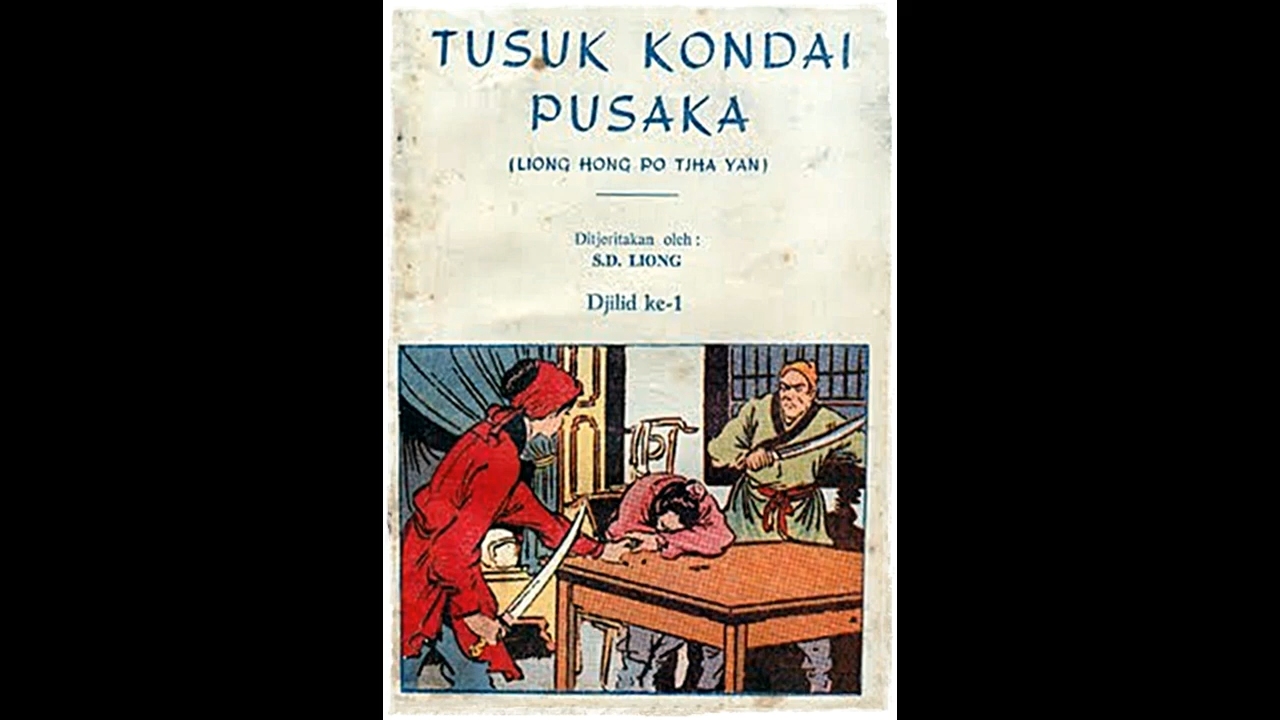 TUSUK KONDAI
PUSAKA
(LIONG HONG PO TJHA YAN)
Ditjeritakan oleh :
S.D. LIONG
Djilid ke-1